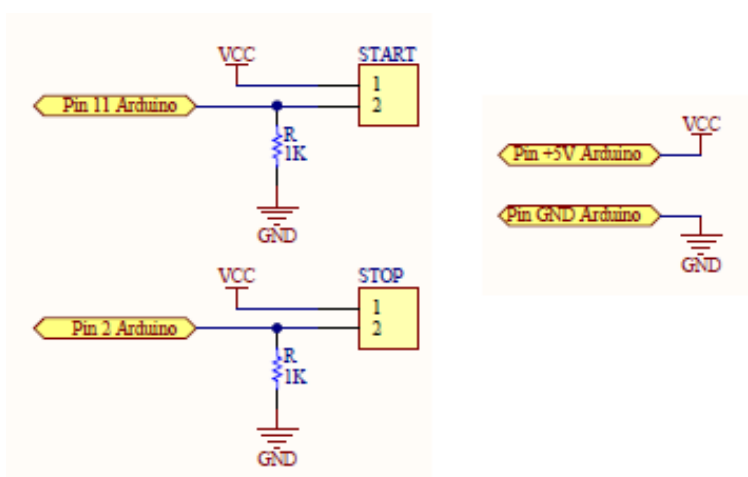 VCC
START
1
Pin 11 Arduino
2
R
1K
GND
VCC
STOP
1
Pin 2 Arduino
2
R
1K
GND
VCC
Pin +5V Arduino
Pin GND Arduino
GND